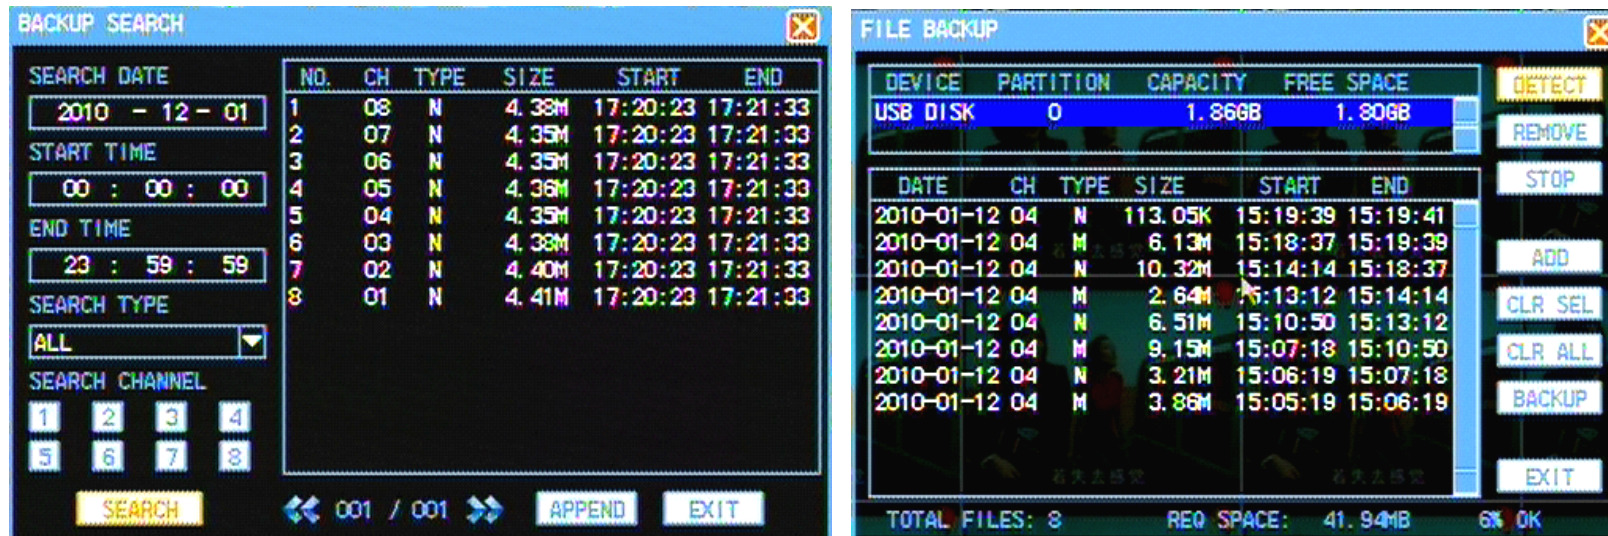 BACKUP SEARCH
SEARCH DATE
2010 - 12 - 01
START TIME
00 : 00 : 00
END TIME
23 : 59 : 59
SEARCH TYPE
ALL
SEARCH CHANNEL
1 2 3 4
5 6 7 8
SEARCH
NO. CH TYPE SIZE START END
1 08 N 4.38M 17:20:23 17:21:33
2 07 N 4.35M 17:20:23 17:21:33
3 06 N 4.35M 17:20:23 17:21:33
4 05 N 4.36M 17:20:23 17:21:33
5 04 N 4.35M 17:20:23 17:21:33
6 03 N 4.38M 17:20:23 17:21:33
7 02 N 4.40M 17:20:23 17:21:33
8 01 N 4.41M 17:20:23 17:21:33
001 / 001
APPEND
EXIT
FILE BACKUP
DEVICE PARTITION CAPACITY FREE SPACE
USB DISK 0 1.86GB 1.80GB
DATE CH TYPE SIZE START END
2010-01-12 04 N 113.05K 15:19:39 15:19:41
2010-01-12 04 M 6.13M 15:18:37 15:19:39
2010-01-12 04 N 10.32M 15:14:14 15:18:37
2010-01-12 04 M 2.64M 15:13:12 15:14:14
2010-01-12 04 N 6.51M 15:10:50 15:13:12
2010-01-12 04 M 9.15M 15:07:18 15:10:50
2010-01-12 04 N 3.21M 15:06:19 15:07:18
2010-01-12 04 M 3.86M 15:05:19 15:06:19
若失去感觉
若失去感觉
DETECT
REMOVE
STOP
ADD
CLR SEL
CLR ALL
BACKUP
EXIT
TOTAL FILES: 8 REQ SPACE: 41.94MB 6% OK